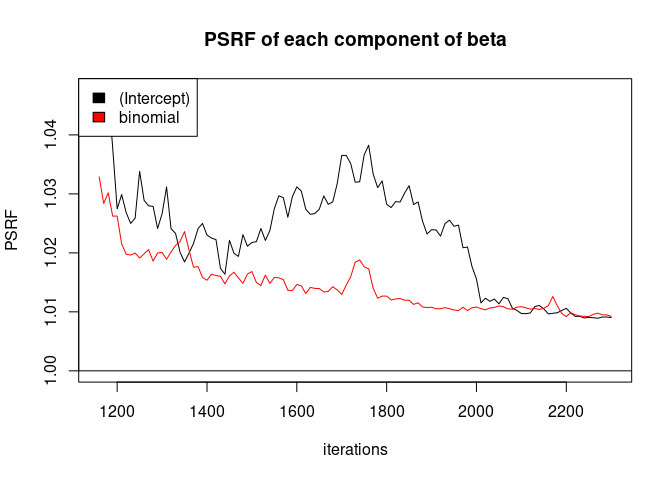 PSRF of each component of beta
(Intercept)
binomial
PSRF
1.04
1.03
1.02
1.01
1.00
1200 1400 1600 1800 2000 2200
iterations